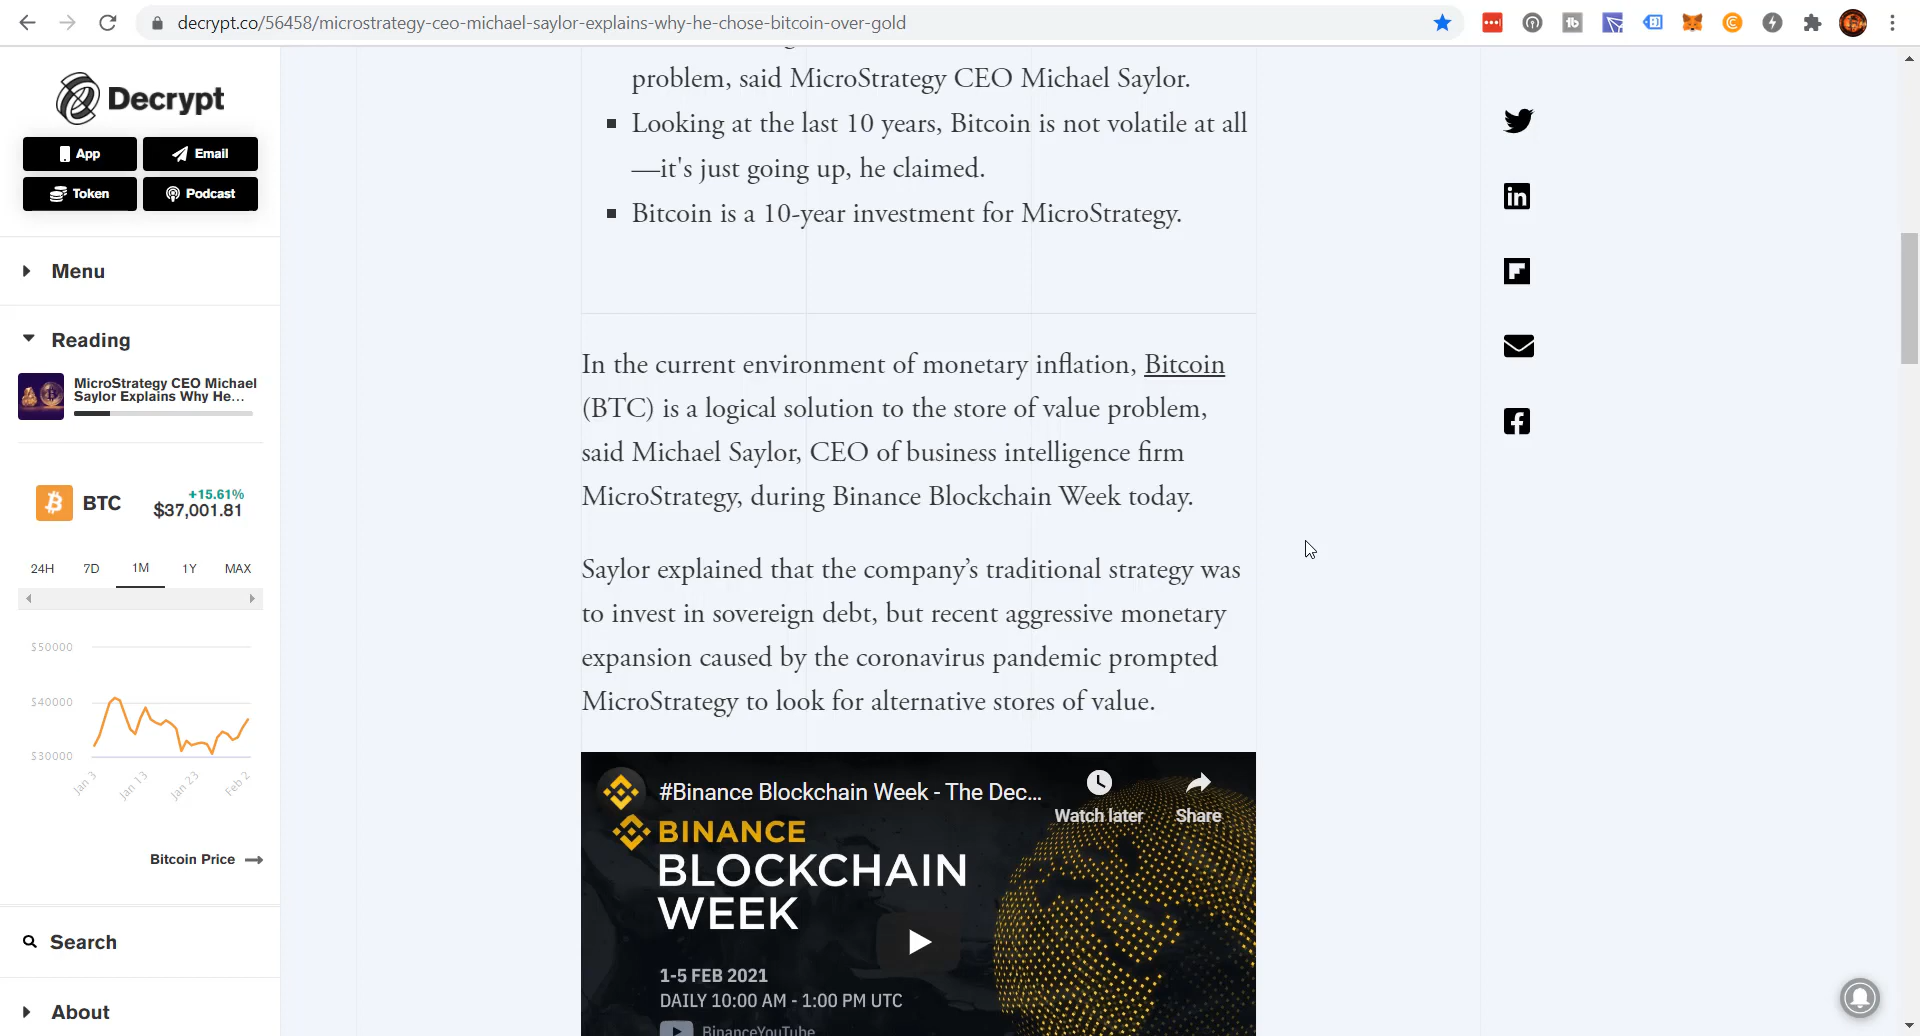 decrypt.co/56458/microstrategy-ceo-michael-saylor-explains-why-he-chose-bitcoin-over-gold
Decrypt
App
Email
Token
Podcast
Menu
Reading
MicroStrategy CEO Michael
Saylor Explains Why He...
BTC
+15.61%
$37,001.81
24H 7D 1M 1Y MAX
$50000
$40000
$30000
Jan 3 Jan 13 Jan 23 Feb 2
Bitcoin Price
Search
About
problem, said MicroStrategy CEO Michael Saylor.
▪ Looking at the last 10 years, Bitcoin is not volatile at all
—it's just going up, he claimed.
▪ Bitcoin is a 10-year investment for MicroStrategy.
In the current environment of monetary inflation, Bitcoin
(BTC) is a logical solution to the store of value problem,
said Michael Saylor, CEO of business intelligence firm
MicroStrategy, during Binance Blockchain Week today.
Saylor explained that the company’s traditional strategy was
to invest in sovereign debt, but recent aggressive monetary
expansion caused by the coronavirus pandemic prompted
MicroStrategy to look for alternative stores of value.
#Binance Blockchain Week - The Dec...
Watch later
Share
BINANCE
BLOCKCHAIN
WEEK
1-5 FEB 2021
DAILY 10:00 AM - 1:00 PM UTC
BinanceYouTube